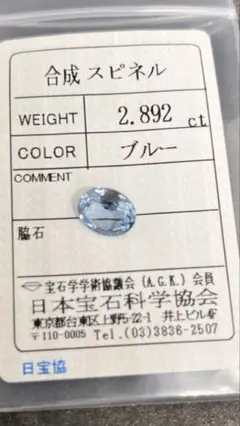 合成 スピネル
WEIGHT 2.892 ct
COLOR ブルー
COMMENT
脇石
宝石学学術協議会 (A.G.K.) 会員
日本宝石科学協会
東京都台東区上野5-22-1 井上ビル4F
〒110-0005 Tel.(03)3836-2507
日宝協